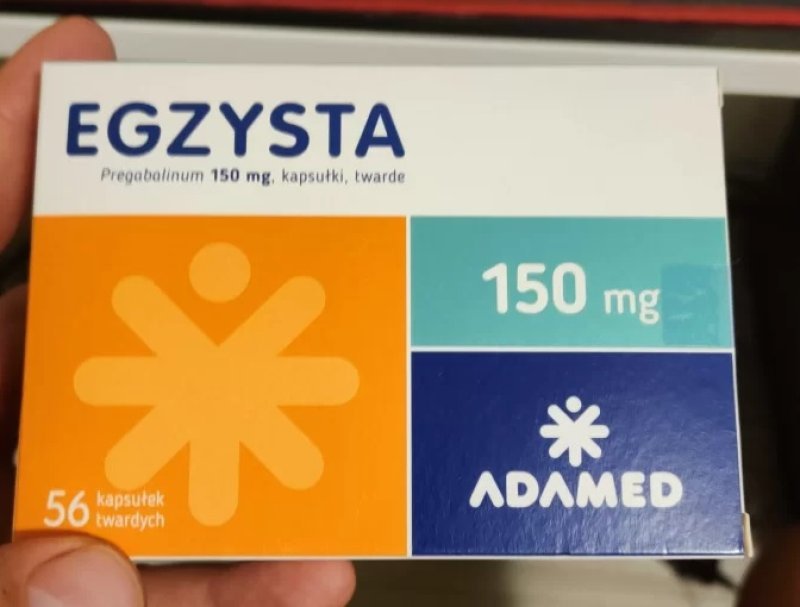 EGZYSTA
Pregabalinum 150 mg, kapsułki, twarde
150 mg
ADAMED
56 kapsułek
twardych